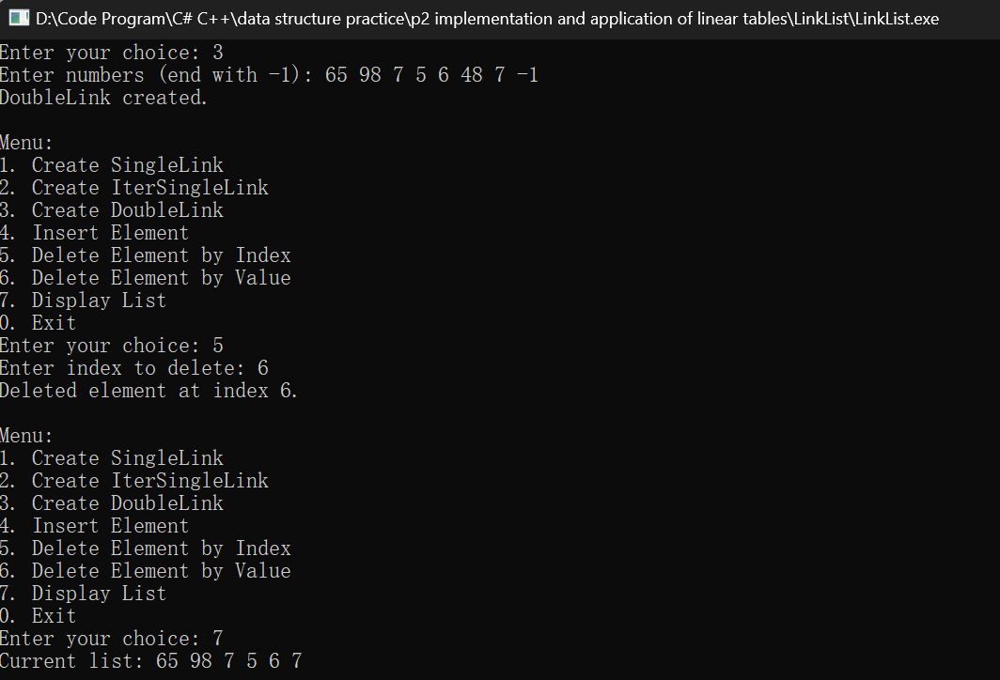 D:\Code Program\C# C++\data structure practice\p2 implementation and application of linear tables\LinkList\LinkList.exe
Enter your choice: 3
Enter numbers (end with -1): 65 98 7 5 6 48 7 -1
DoubleLink created.
Menu:
1. Create SingleLink
2. Create IterSingleLink
3. Create DoubleLink
4. Insert Element
5. Delete Element by Index
6. Delete Element by Value
7. Display List
0. Exit
Enter your choice: 5
Enter index to delete: 6
Deleted element at index 6.
Menu:
1. Create SingleLink
2. Create IterSingleLink
3. Create DoubleLink
4. Insert Element
5. Delete Element by Index
6. Delete Element by Value
7. Display List
0. Exit
Enter your choice: 7
Current list: 65 98 7 5 6 7